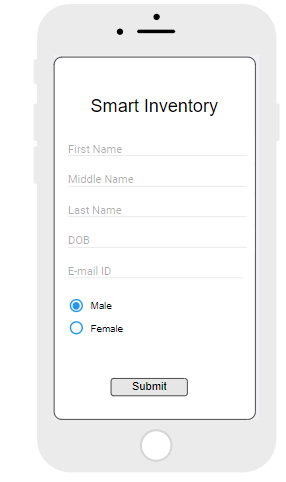 Smart Inventory
First Name
Middle Name
Last Name
DOB
E-mail ID
Male
Female
Submit